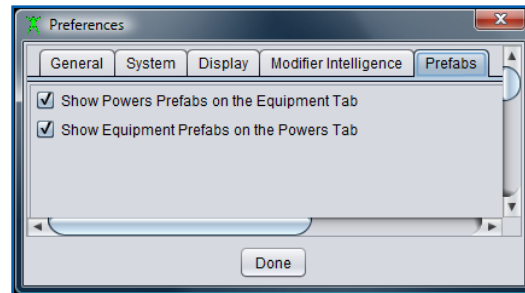 Preferences
General System Display Modifier Intelligence Prefabs
Show Powers Prefabs on the Equipment Tab
Show Equipment Prefabs on the Powers Tab
Done